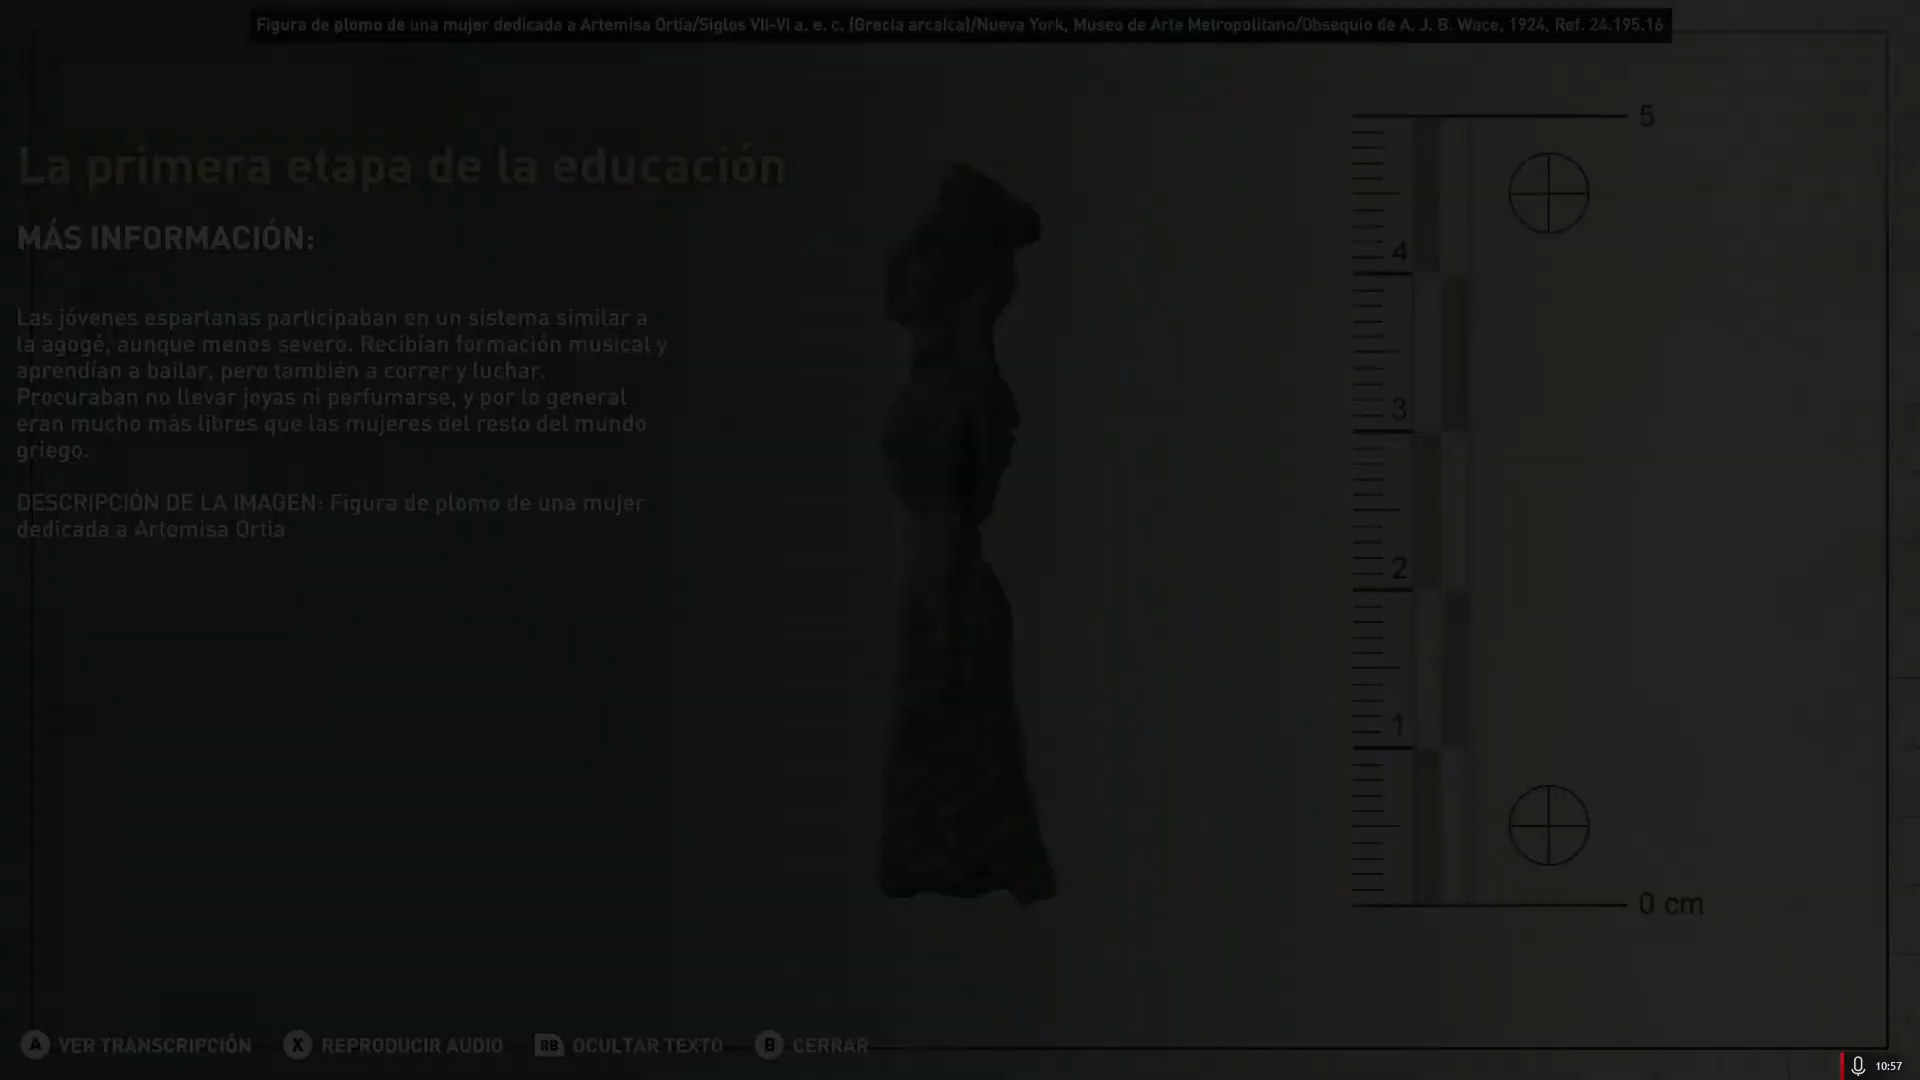 Figura de plomo de una mujer dedicada a Artemisa Ortia/Siglos VII-VI a. e. c. (Grecia arcaica)/Nueva York, Museo de Arte Metropolitano/Obsequio de A. J. B. Wace, 1924, Ref. 24.195.16
La primera etapa de la educación
MÁS INFORMACIÓN:
Las jóvenes espartanas participaban en un sistema similar a
la agogé, aunque menos severo. Recibían formación musical y
aprendían a bailar, pero también a correr y luchar.
Procuraban no llevar joyas ni perfumarse, y por lo general
eran mucho más libres que las mujeres del resto del mundo
griego.
DESCRIPCIÓN DE LA IMAGEN: Figura de plomo de una mujer
dedicada a Artemisa Ortia
5
4
3
2
1
0 cm
A VER TRANSCRIPCIÓN X REPRODUCIR AUDIO RB OCULTAR TEXTO B CERRAR
10:57